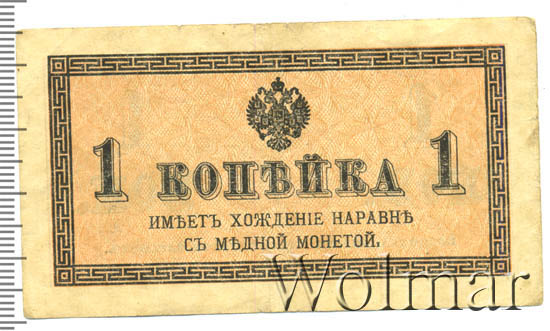 1 КОПѢЙКА 1
ИМѢЕТЪ ХОЖДЕНІЕ НАРАВНѢ
СЪ МѢДНОЙ МОНЕТОЙ.
Wolmar